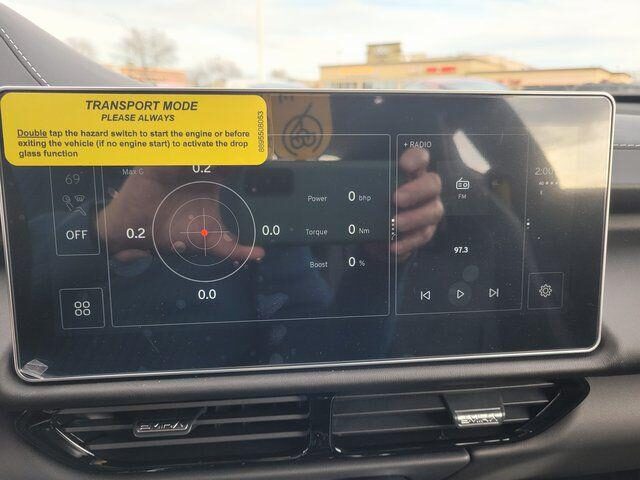 TRANSPORT MODE
PLEASE ALWAYS
Double tap the hazard switch to start the engine or before
exiting the vehicle (if no engine start) to activate the drop
glass function
69°
OFF
Max G
0.2
0.2
0.0
0.0
Power 0 bhp
Torque 0 Nm
Boost 0 %
+ RADIO
FM
97.3
2:00
EMIRA
EMIRA